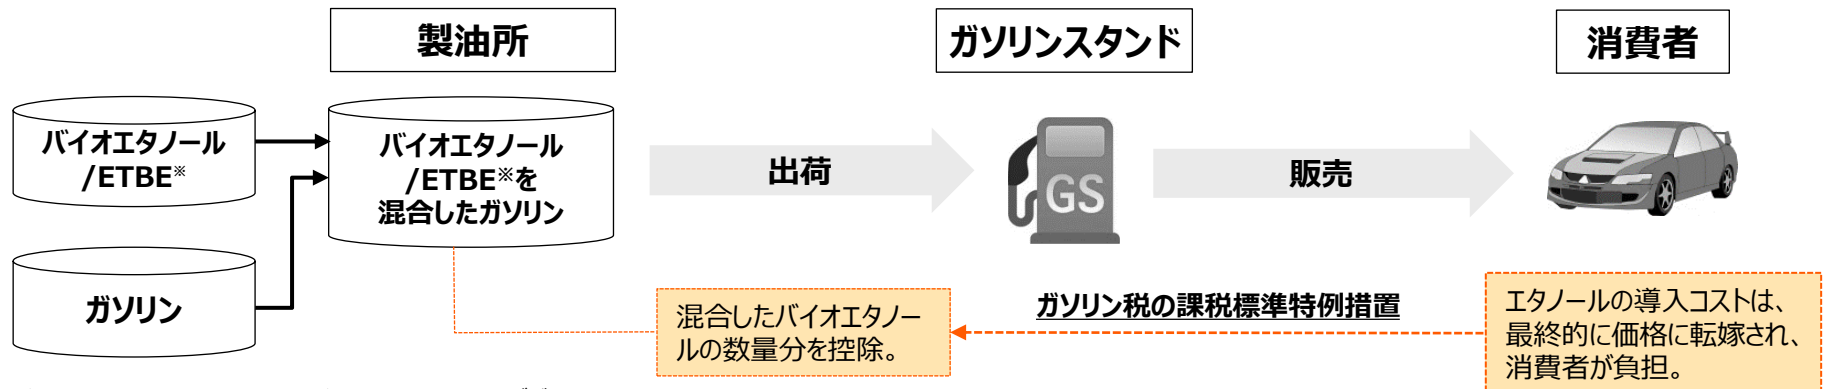 製油所
ガソリンスタンド
消費者
バイオエタノール
/ETBE※
バイオエタノール
/ETBE※を
混合したガソリン
ガソリン
出荷
GS
販売
混合したバイオエタノー
ルの数量分を控除。
ガソリン税の課税標準特例措置
エタノールの導入コストは、
最終的に価格に転嫁され、
消費者が負担。